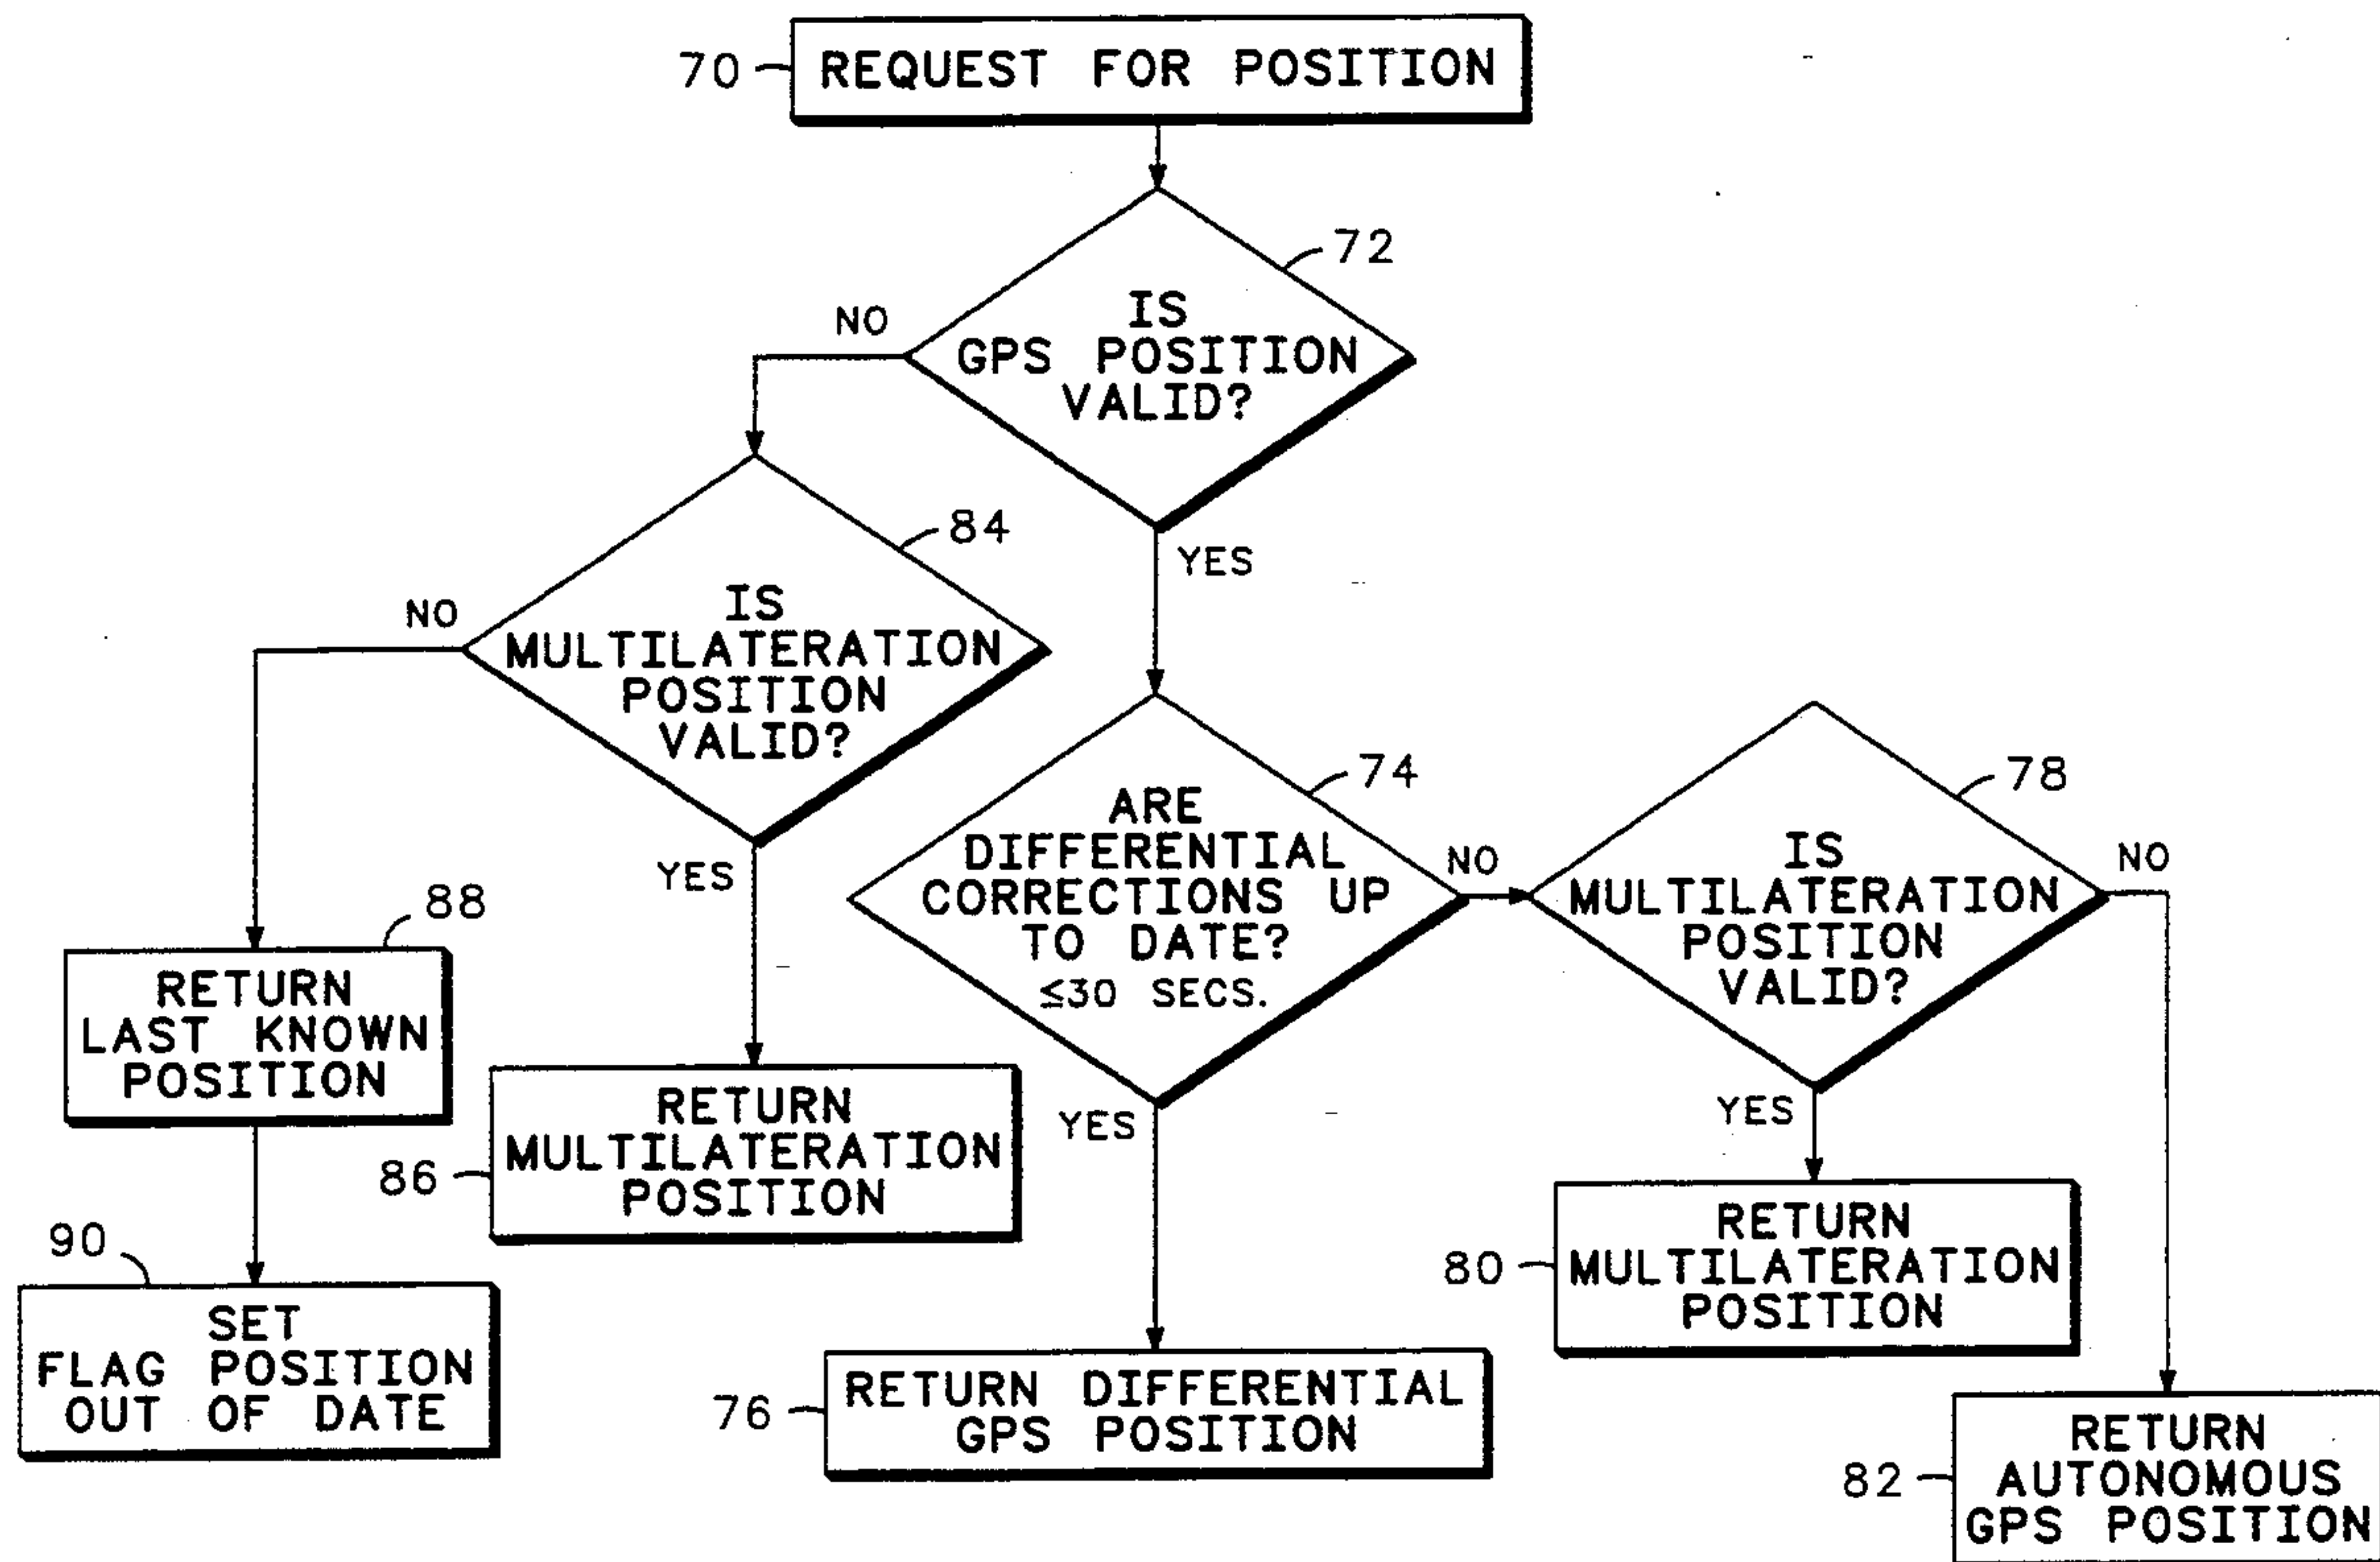 70
REQUEST FOR POSITION
72
IS
GPS POSITION
VALID?
NO
YES
84
IS
MULTILATERATION
POSITION
VALID?
NO
YES
74
ARE
DIFFERENTIAL
CORRECTIONS UP
TO DATE?
≤30 SECS.
NO
YES
78
IS
MULTILATERATION
POSITION
VALID?
NO
YES
88
RETURN
LAST KNOWN
POSITION
86
RETURN
MULTILATERATION
POSITION
80
RETURN
MULTILATERATION
POSITION
90
SET
FLAG POSITION
OUT OF DATE
76
RETURN DIFFERENTIAL
GPS POSITION
82
RETURN
AUTONOMOUS
GPS POSITION